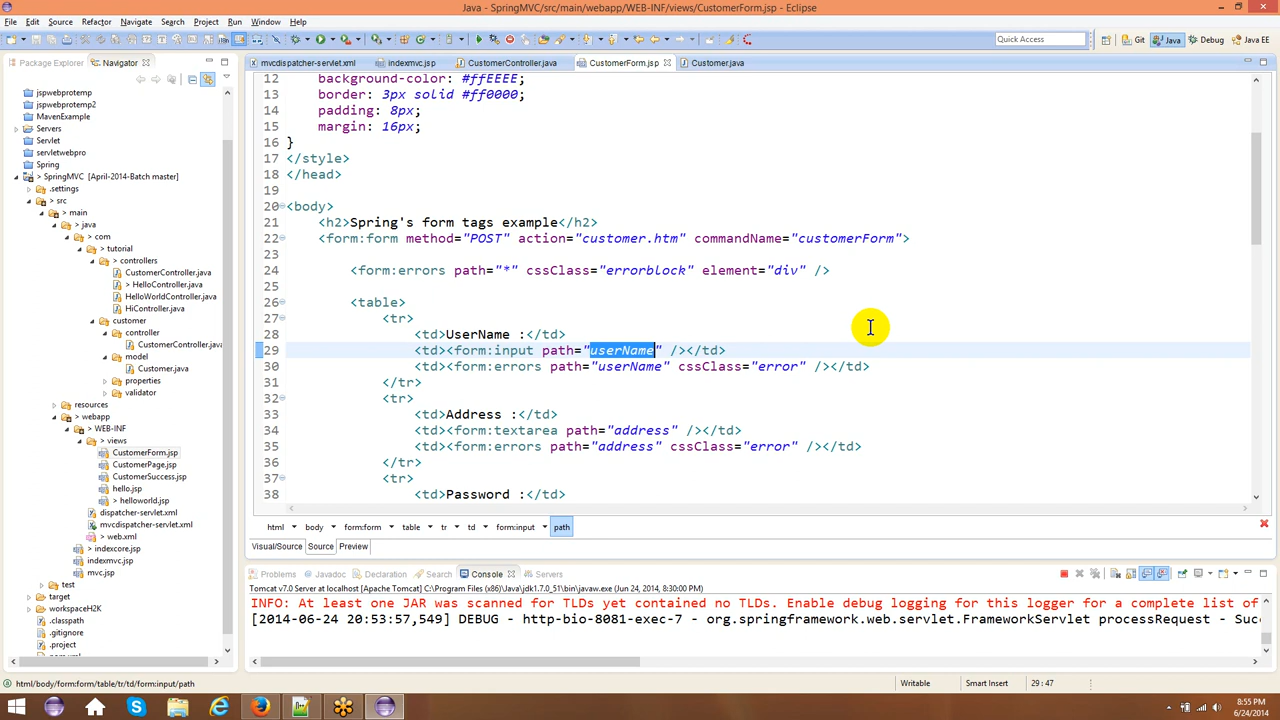 Java - SpringMVC/src/main/webapp/WEB-INF/views/CustomerForm.jsp - Eclipse
File Edit Source Refactor Navigate Search Project Run Window Help
Quick Access Git Java Debug Java EE
Package Explorer Navigator
mvcdispatcher-servlet.xml indexmvc.jsp CustomerController.java CustomerForm.jsp Customer.java
jspwebprotemp
jspwebprotemp2
MavenExample
Servers
Servlet
servletwebpro
Spring
> SpringMVC [April-2014-Batch master]
.settings
> src
> main
> java
> com
> tutorial
> controllers
CustomerController.java
> HelloController.java
HelloWorldController.java
HiController.java
> customer
> controller
> CustomerController.java
> model
> Customer.java
> properties
> validator
resources
> webapp
WEB-INF
> views
CustomerForm.jsp
CustomerPage.jsp
CustomerSuccess.jsp
hello.jsp
> helloworld.jsp
dispatcher-servlet.xml
mvcdispatcher-servlet.xml
> web.xml
> indexcore.jsp
indexmvc.jsp
mvc.jsp
> test
> target
> workspaceH2K
.classpath
.gitignore
.project
12 background-color: #ffEEEE;
13 border: 3px solid #ff0000;
14 padding: 8px;
15 margin: 16px;
16 }
17 </style>
18 </head>
19
20 <body>
21 <h2>Spring's form tags example</h2>
22 <form:form method="POST" action="customer.htm" commandName="customerForm">
23
24 <form:errors path="*" cssClass="errorblock" element="div" />
25
26 <table>
27 <tr>
28 <td>UserName :</td>
29 <td><form:input path="userName" /></td>
30 <td><form:errors path="userName" cssClass="error" /></td>
31 </tr>
32 <tr>
33 <td>Address :</td>
34 <td><form:textarea path="address" /></td>
35 <td><form:errors path="address" cssClass="error" /></td>
36 </tr>
37 <tr>
38 <td>Password :</td>
html body form:form table tr td form:input path
Visual/Source Source Preview
Problems Javadoc Declaration Search Console Servers
Tomcat v7.0 Server at localhost [Apache Tomcat] C:\Program Files (x86)\Java\jdk1.7.0_51\bin\javaw.exe (Jun 24, 2014, 8:30:00 PM)
INFO: At least one JAR was scanned for TLDs yet contained no TLDs. Enable debug logging for this logger for a complete list of
[2014-06-24 20:53:57,549] DEBUG - http-bio-8081-exec-7 - org.springframework.web.servlet.FrameworkServlet processRequest - Succ
html/body/form:form/table/tr/td/form:input/path Writable Smart Insert 29 : 47
8:55 PM
6/24/2014